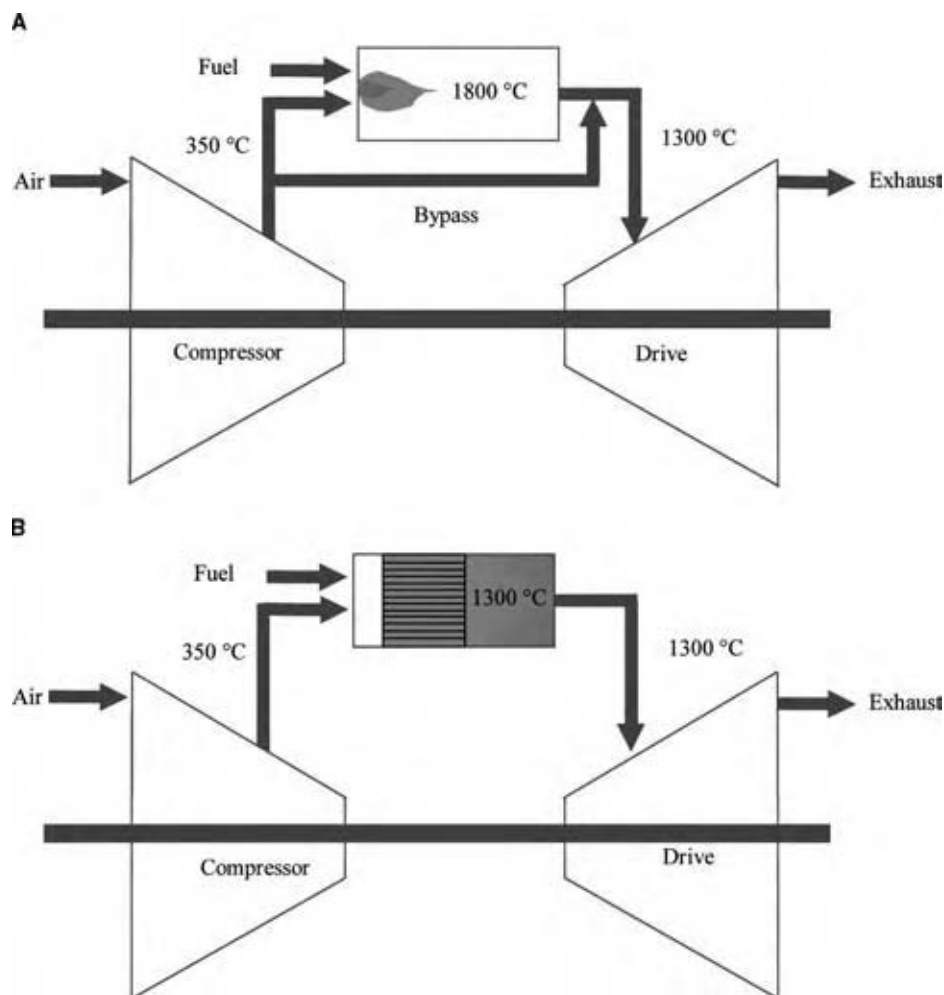 A
Fuel
1800 °C
350 °C
1300 °C
Air
Exhaust
Bypass
Compressor
Drive
B
Fuel
1300 °C
350 °C
1300 °C
Air
Exhaust
Compressor
Drive